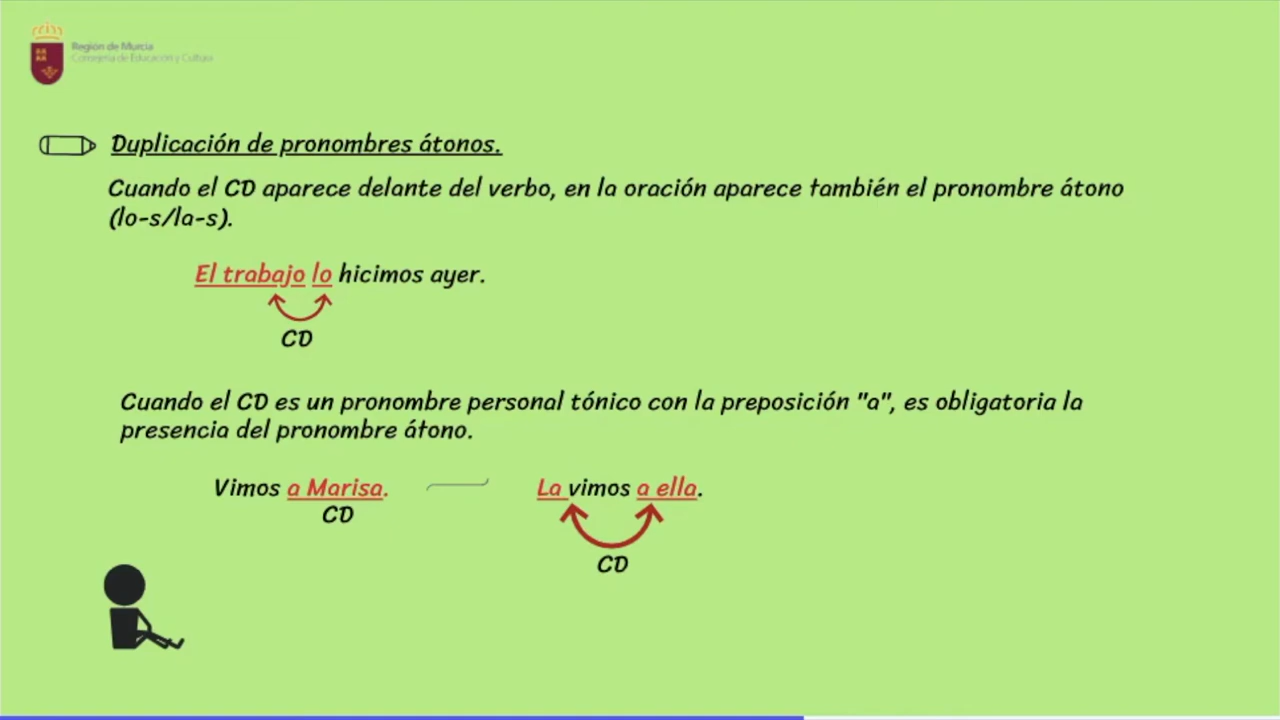 Región de Murcia
Consejería de Educación y Cultura
Duplicación de pronombres átonos.
Cuando el CD aparece delante del verbo, en la oración aparece también el pronombre átono
(lo-s/la-s).
El trabajo lo hicimos ayer.
CD
Cuando el CD es un pronombre personal tónico con la preposición "a", es obligatoria la
presencia del pronombre átono.
Vimos a Marisa. La vimos a ella.
CD
CD